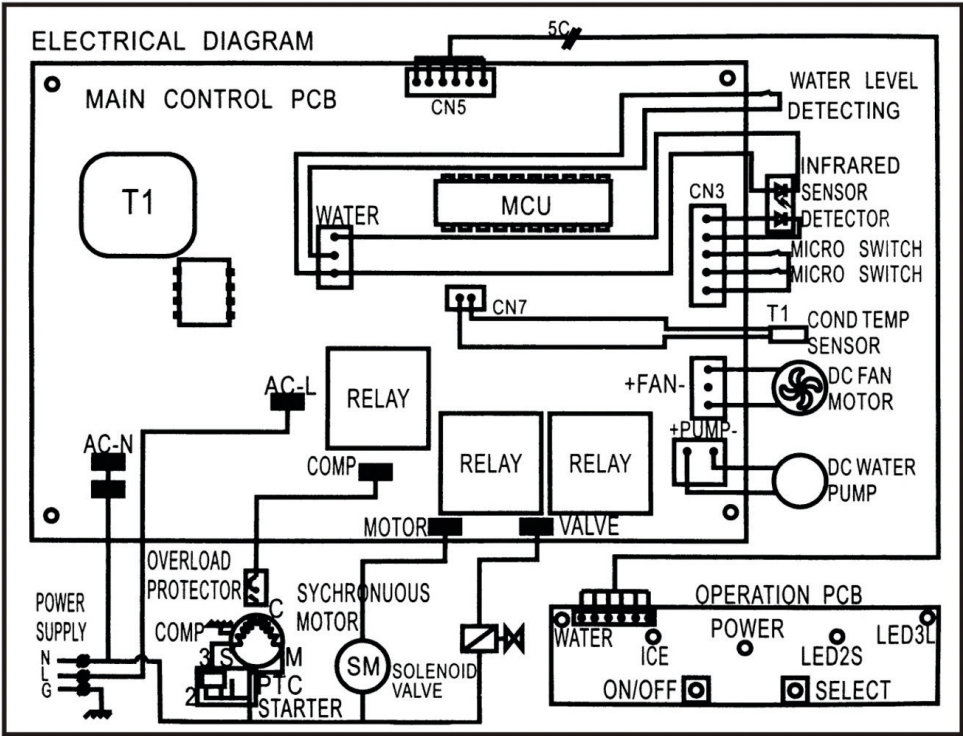 ELECTRICAL DIAGRAM
5C
MAIN CONTROL PCB
CN5
WATER LEVEL
DETECTING
T1
MCU
WATER
CN3
INFRARED
SENSOR
DETECTOR
MICRO SWITCH
MICRO SWITCH
CN7
T1
COND TEMP
SENSOR
AC-L
RELAY
+FAN-
DC FAN
MOTOR
AC-N
COMP
RELAY
RELAY
+PUMP-
DC WATER
PUMP
MOTOR
VALVE
OVERLOAD
PROTECTOR
SYCHRONUOUS
MOTOR
C
COMP
3 S M
2
PTC
STARTER
SM
SOLENOID
VALVE
POWER
SUPPLY
N
L
G
OPERATION PCB
WATER
ICE
POWER
LED2S
LED3L
ON/OFF
SELECT